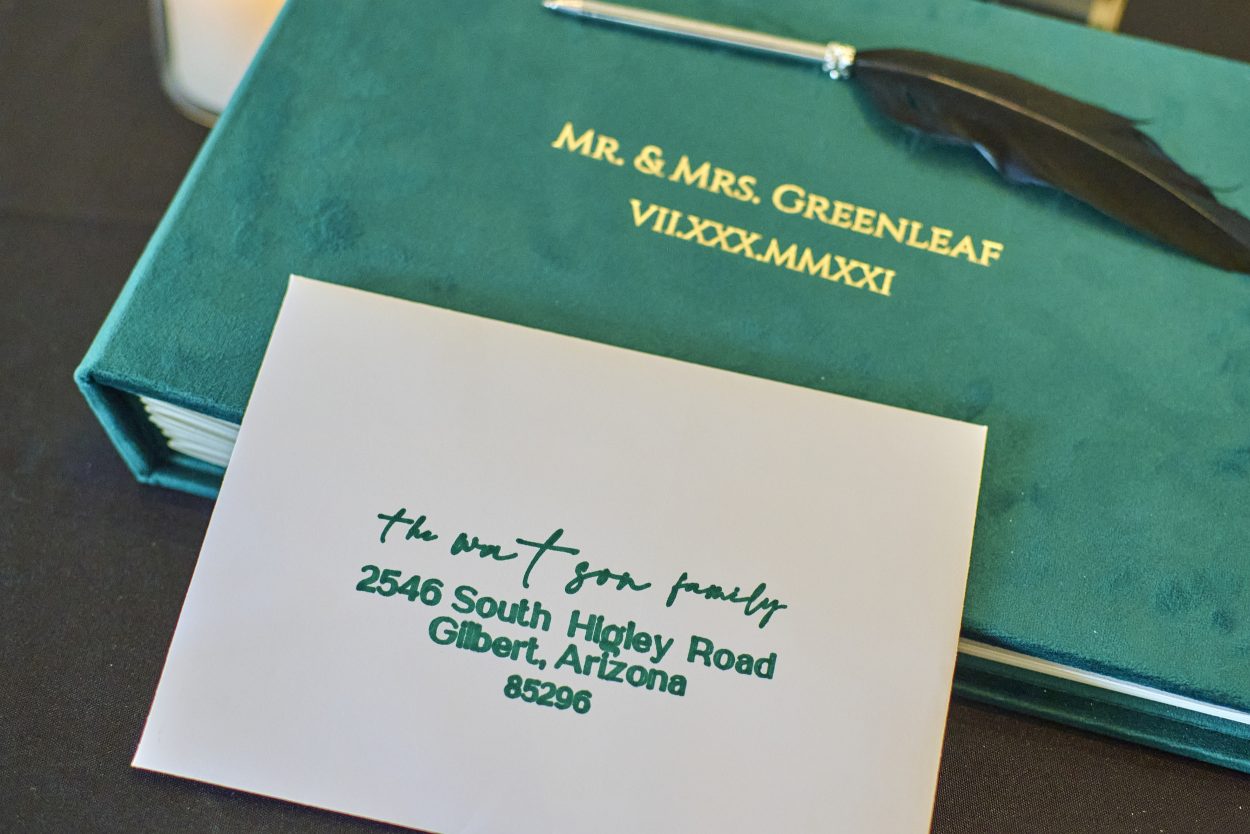 Mr. & Mrs. Greenleaf
VII.XXX.MMXXI
the watson family
2546 South Higley Road
Gilbert, Arizona
85296